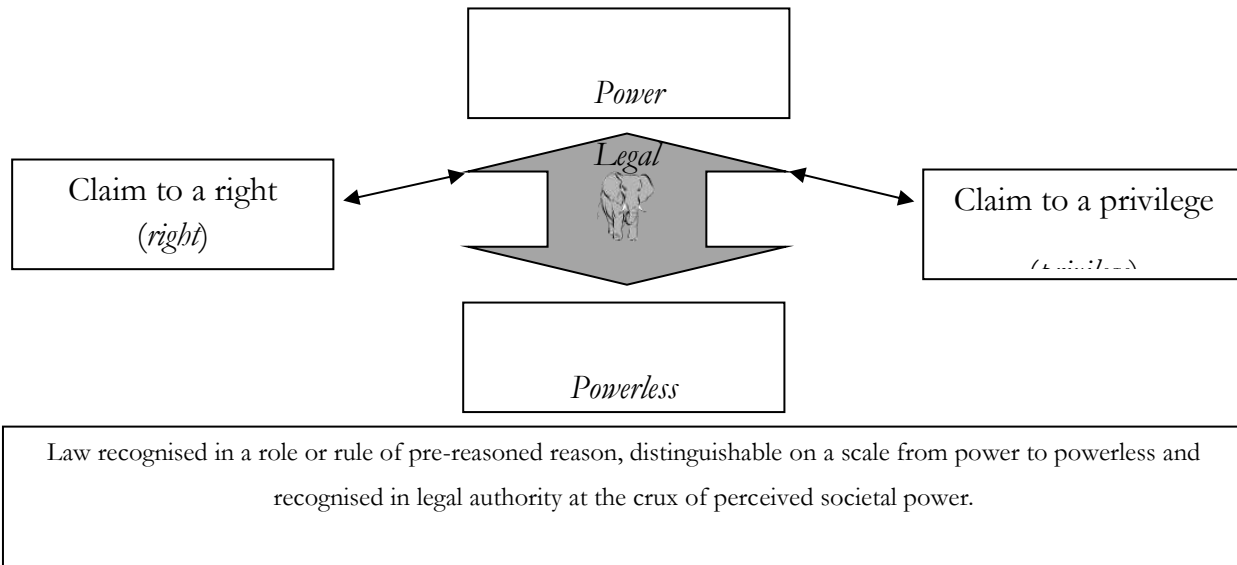 Power
Legal
Claim to a right
(right)
Claim to a privilege
Powerless
Law recognised in a role or rule of pre-reasoned reason, distinguishable on a scale from power to powerless and
recognised in legal authority at the crux of perceived societal power.